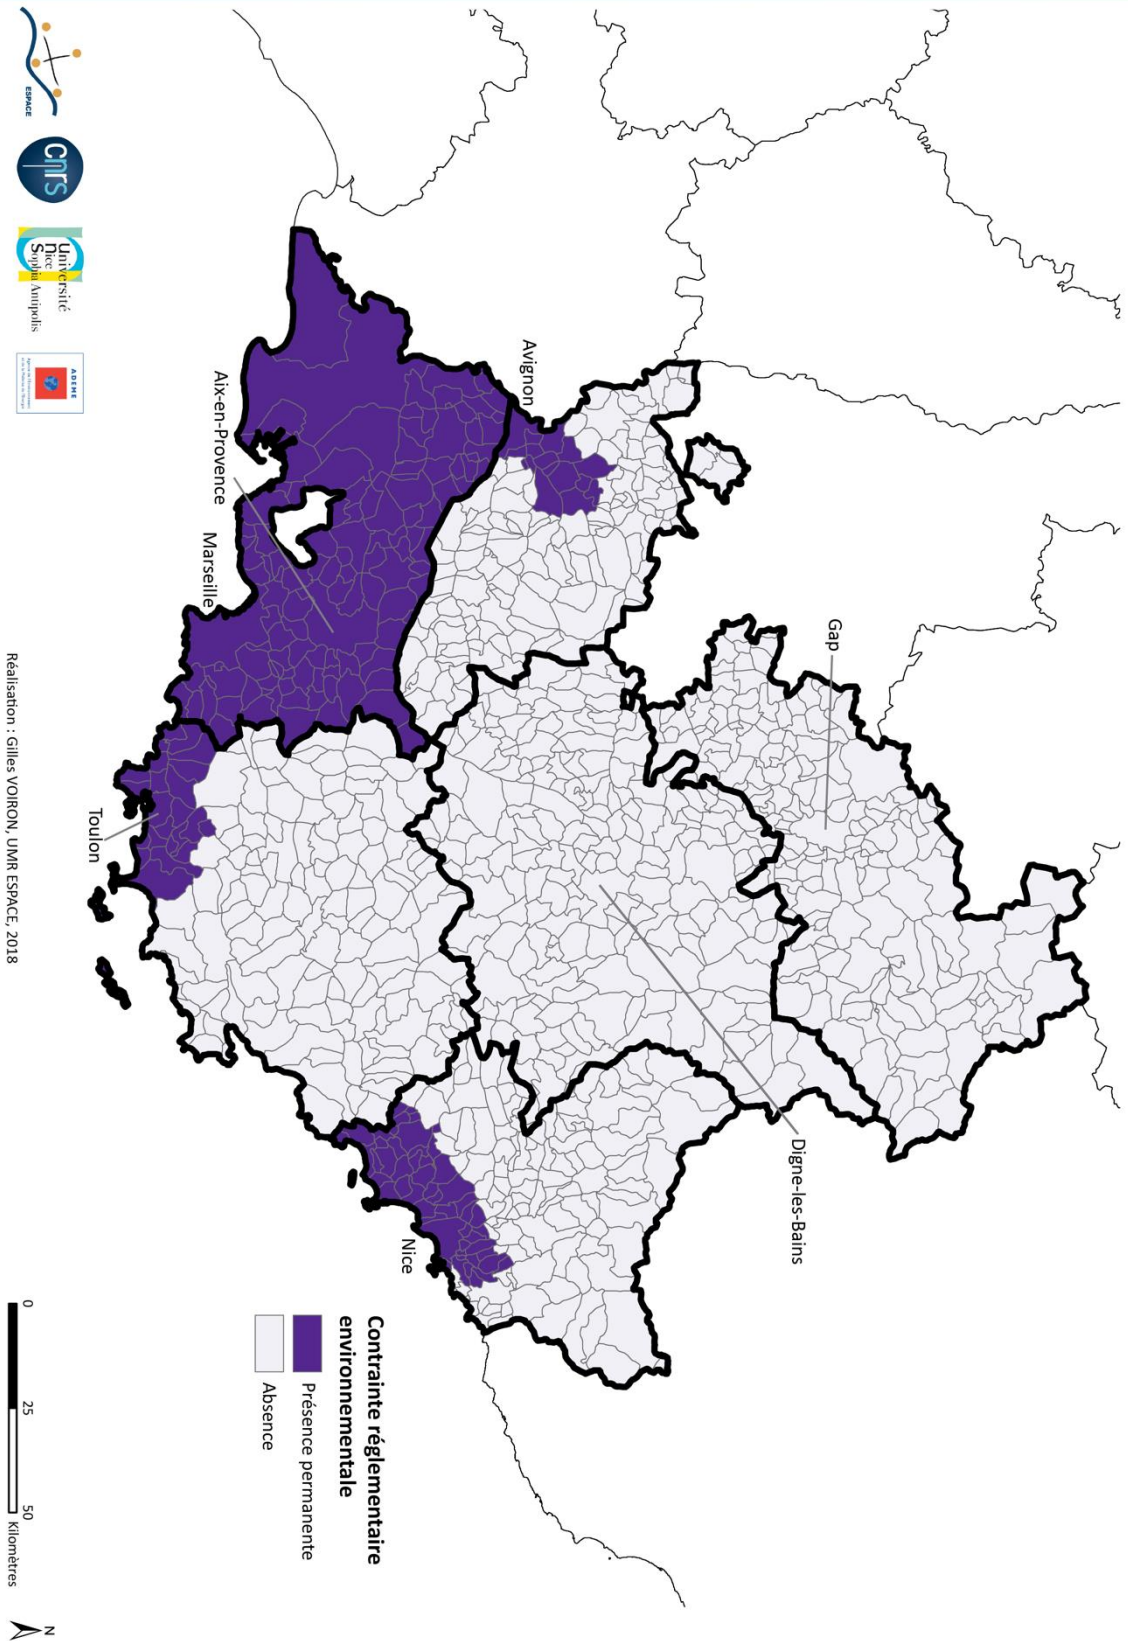 Gap
Avignon
Digne-les-Bains
Aix-en-Provence
Marseille
Nice
Toulon
Contrainte réglementaire
environnementale
Présence permanente
Absence
0 25 50
Kilomètres
N
ESPACE
cnrs
Université
nice
Sophia Antipolis
ADEME
Réalisation : Gilles VOIRON, UMR ESPACE, 2018